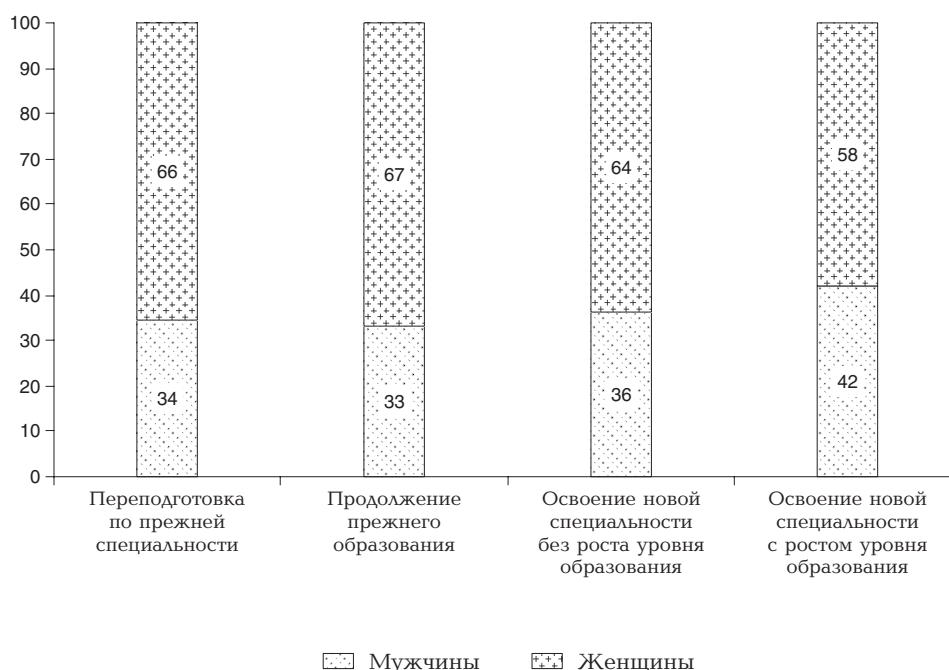 100
90
80
70
60
50
40
30
20
10
0
66
67
64
58
34
33
36
42
Переподготовка
по прежней
специальности
Продолжение
прежнего
образования
Освоение новой
специальности
без роста уровня
образования
Освоение новой
специальности
с ростом уровня
образования
Мужчины
Женщины